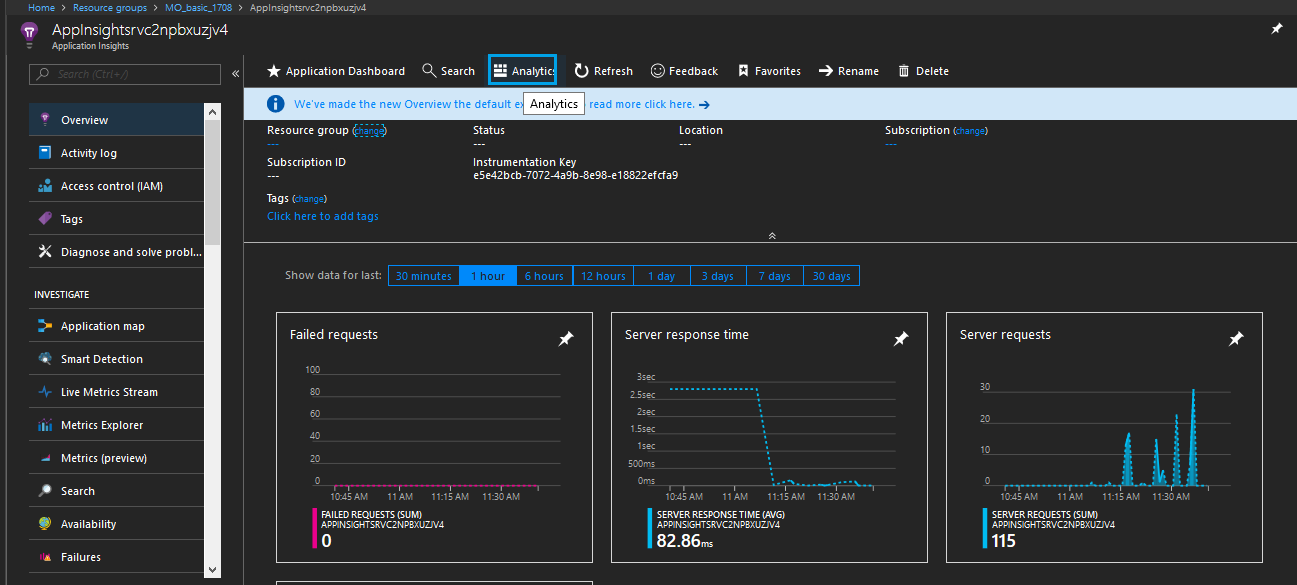 Home > Resource groups > MO_basic_1708 > AppInsightsrvc2npbxuzjv4
AppInsightsrvc2npbxuzjv4
Application Insights
Search (Ctrl+/)
«
Application Dashboard Search Analytics Refresh Feedback Favorites Rename Delete
We've made the new Overview the default ex read more click here. →
Analytics
Resource group (change) Status Location Subscription (change)
--- --- --- ---
Subscription ID Instrumentation Key
--- e5e42bcb-7072-4a9b-8e98-e18822efcfa9
Tags (change)
Click here to add tags
Overview
Activity log
Access control (IAM)
Tags
Diagnose and solve probl...
INVESTIGATE
Application map
Smart Detection
Live Metrics Stream
Metrics Explorer
Metrics (preview)
Search
Availability
Failures
Show data for last: 30 minutes 1 hour 6 hours 12 hours 1 day 3 days 7 days 30 days
Failed requests
100
80
60
40
20
0
10:45 AM 11 AM 11:15 AM 11:30 AM
FAILED REQUESTS (SUM)
APPINSIGHTSRVC2NPBXUZJV4
0
Server response time
3sec
2.5sec
2sec
1.5sec
1sec
500ms
0ms
10:45 AM 11 AM 11:15 AM 11:30 AM
SERVER RESPONSE TIME (AVG)
APPINSIGHTSRVC2NPBXUZJV4
82.86ms
Server requests
30
20
10
0
10:45 AM 11 AM 11:15 AM 11:30 AM
SERVER REQUESTS (SUM)
APPINSIGHTSRVC2NPBXUZJV4
115